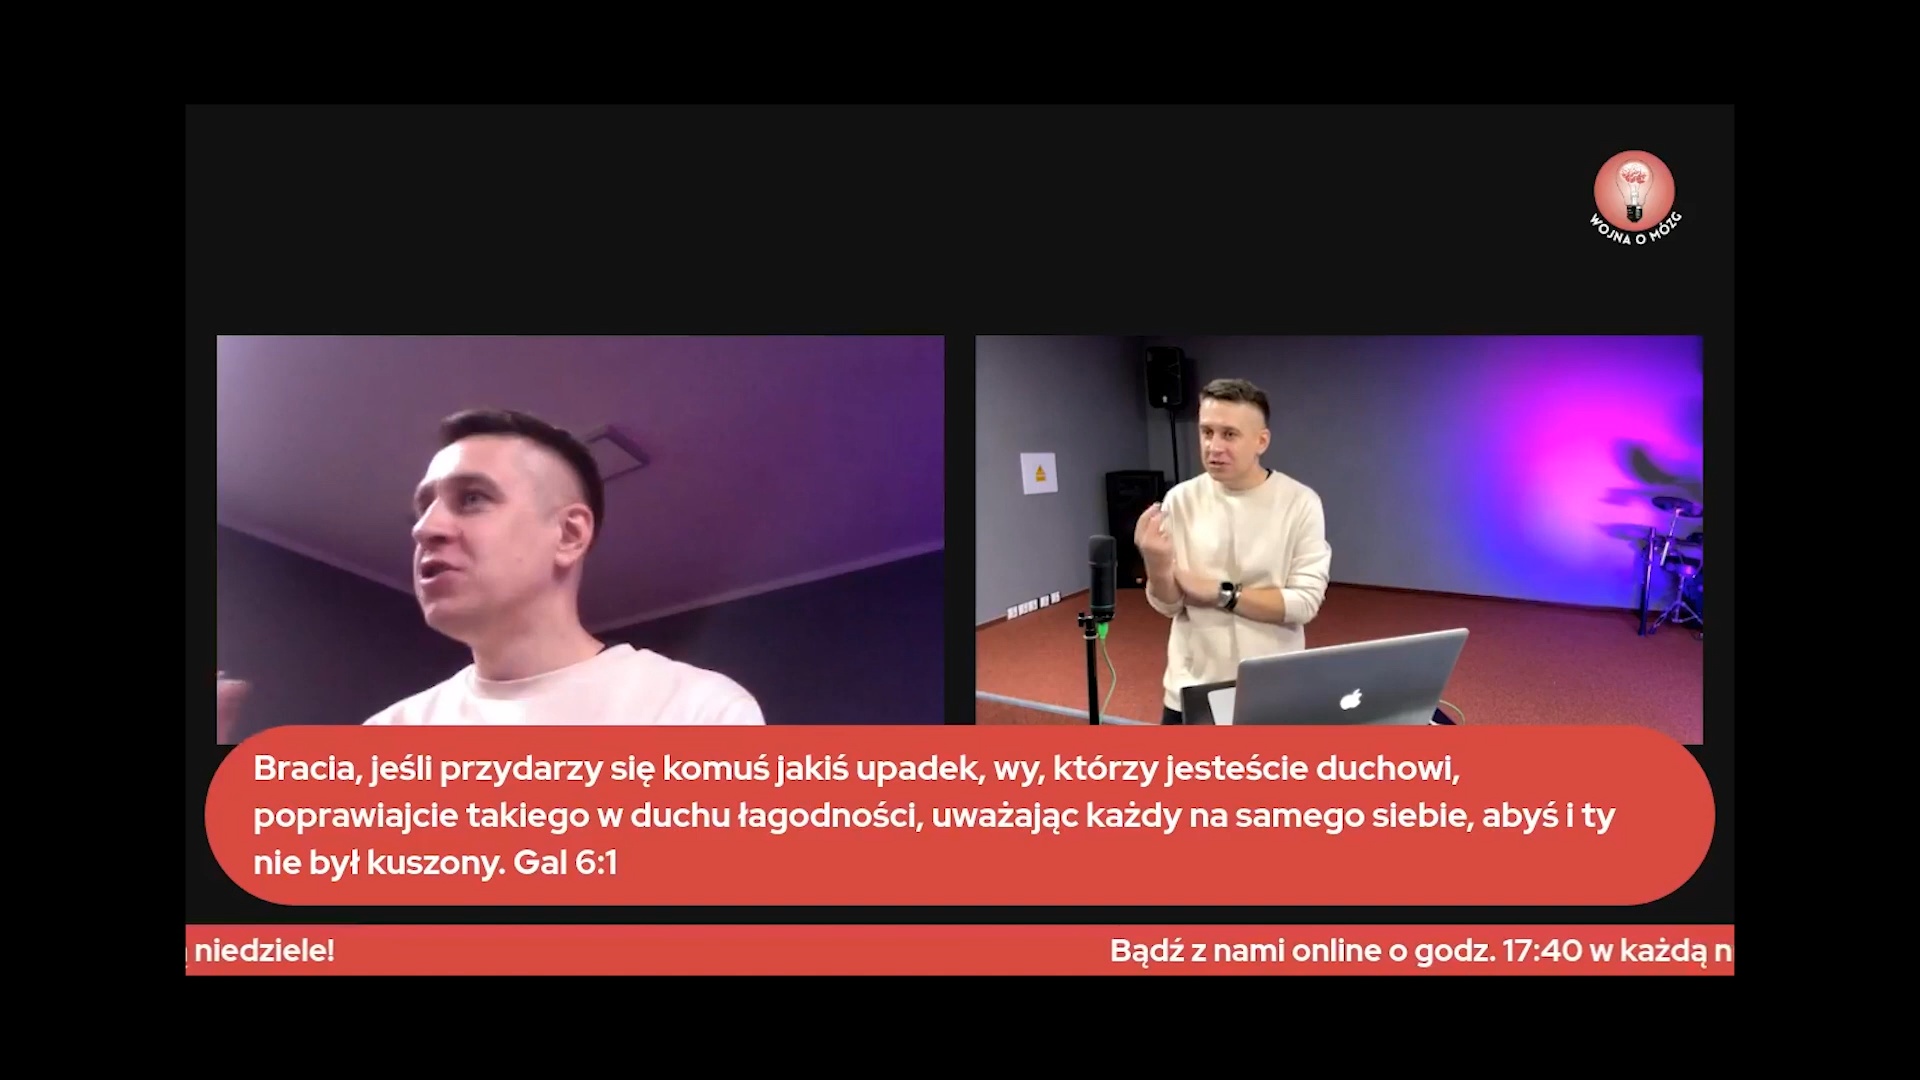 WOJNA O MÓZG
Bracia, jeśli przydarzy się komuś jakiś upadek, wy, którzy jesteście duchowi,
poprawiajcie takiego w duchu łagodności, uważając każdy na samego siebie, abyś i ty
nie był kuszony. Gal 6:1
niedziele! Bądź z nami online o godz. 17:40 w każdą n